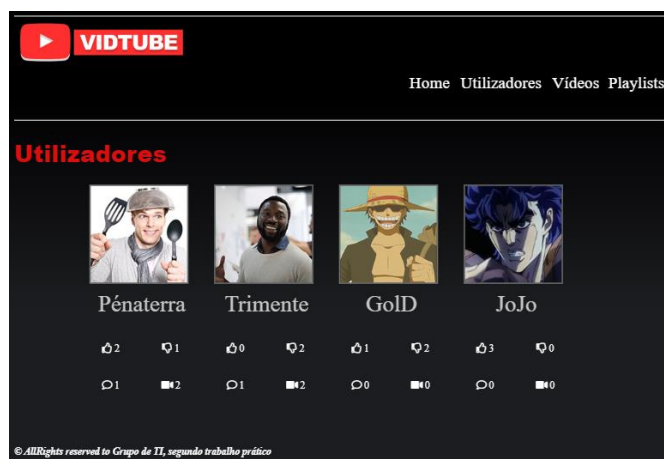 VIDTUBE
Home Utilizadores Vídeos Playlists
Utilizadores
Pénaterra Trimente GolD JoJo
2 1 0 2 1 2 3 0
1 2 1 2 0 0 0 0
© AllRights reserved to Grupo de TI, segundo trabalho prático